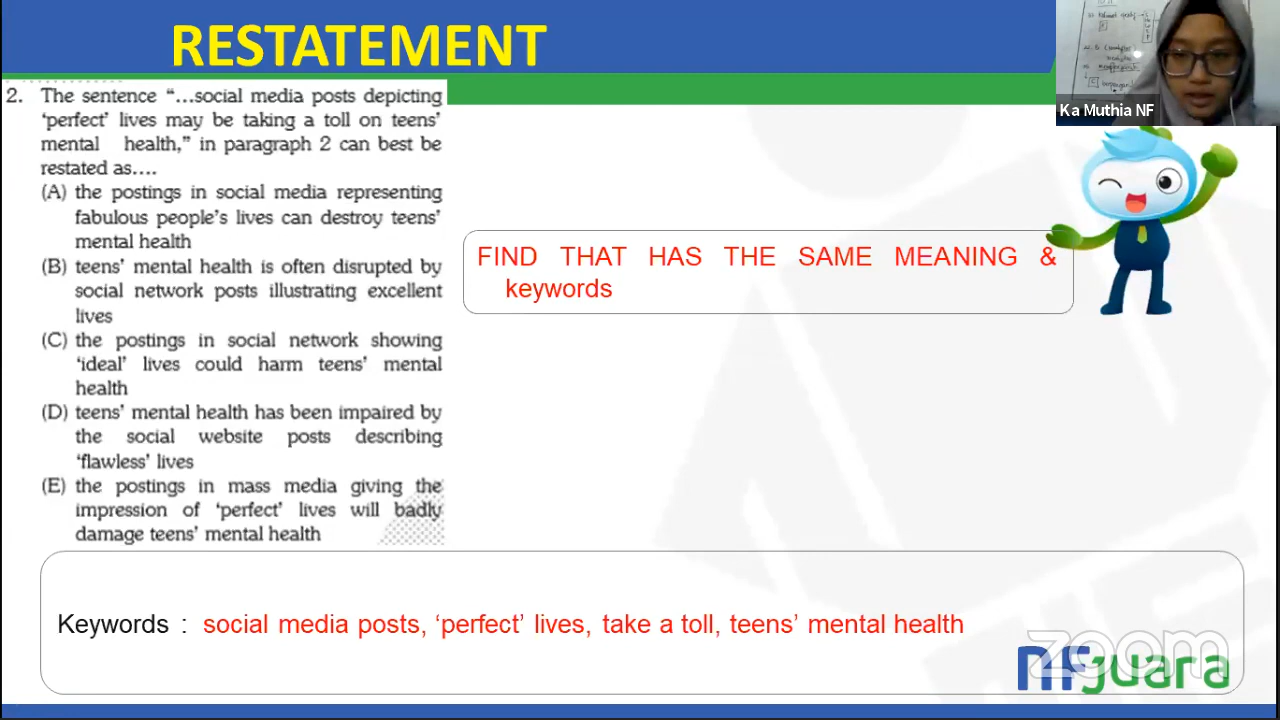 RESTATEMENT
2. The sentence “...social media posts depicting
‘perfect’ lives may be taking a toll on teens’
mental health,” in paragraph 2 can best be
restated as....
(A) the postings in social media representing
fabulous people’s lives can destroy teens’
mental health
(B) teens’ mental health is often disrupted by
social network posts illustrating excellent
lives
(C) the postings in social network showing
‘ideal’ lives could harm teens’ mental
health
(D) teens’ mental health has been impaired by
the social website posts describing
‘flawless’ lives
(E) the postings in mass media giving the
impression of ‘perfect’ lives will badly
damage teens’ mental health
FIND THAT HAS THE SAME MEANING &
keywords
Ka Muthia NF
Keywords : social media posts, ‘perfect’ lives, take a toll, teens’ mental health
zoom
NFJuara